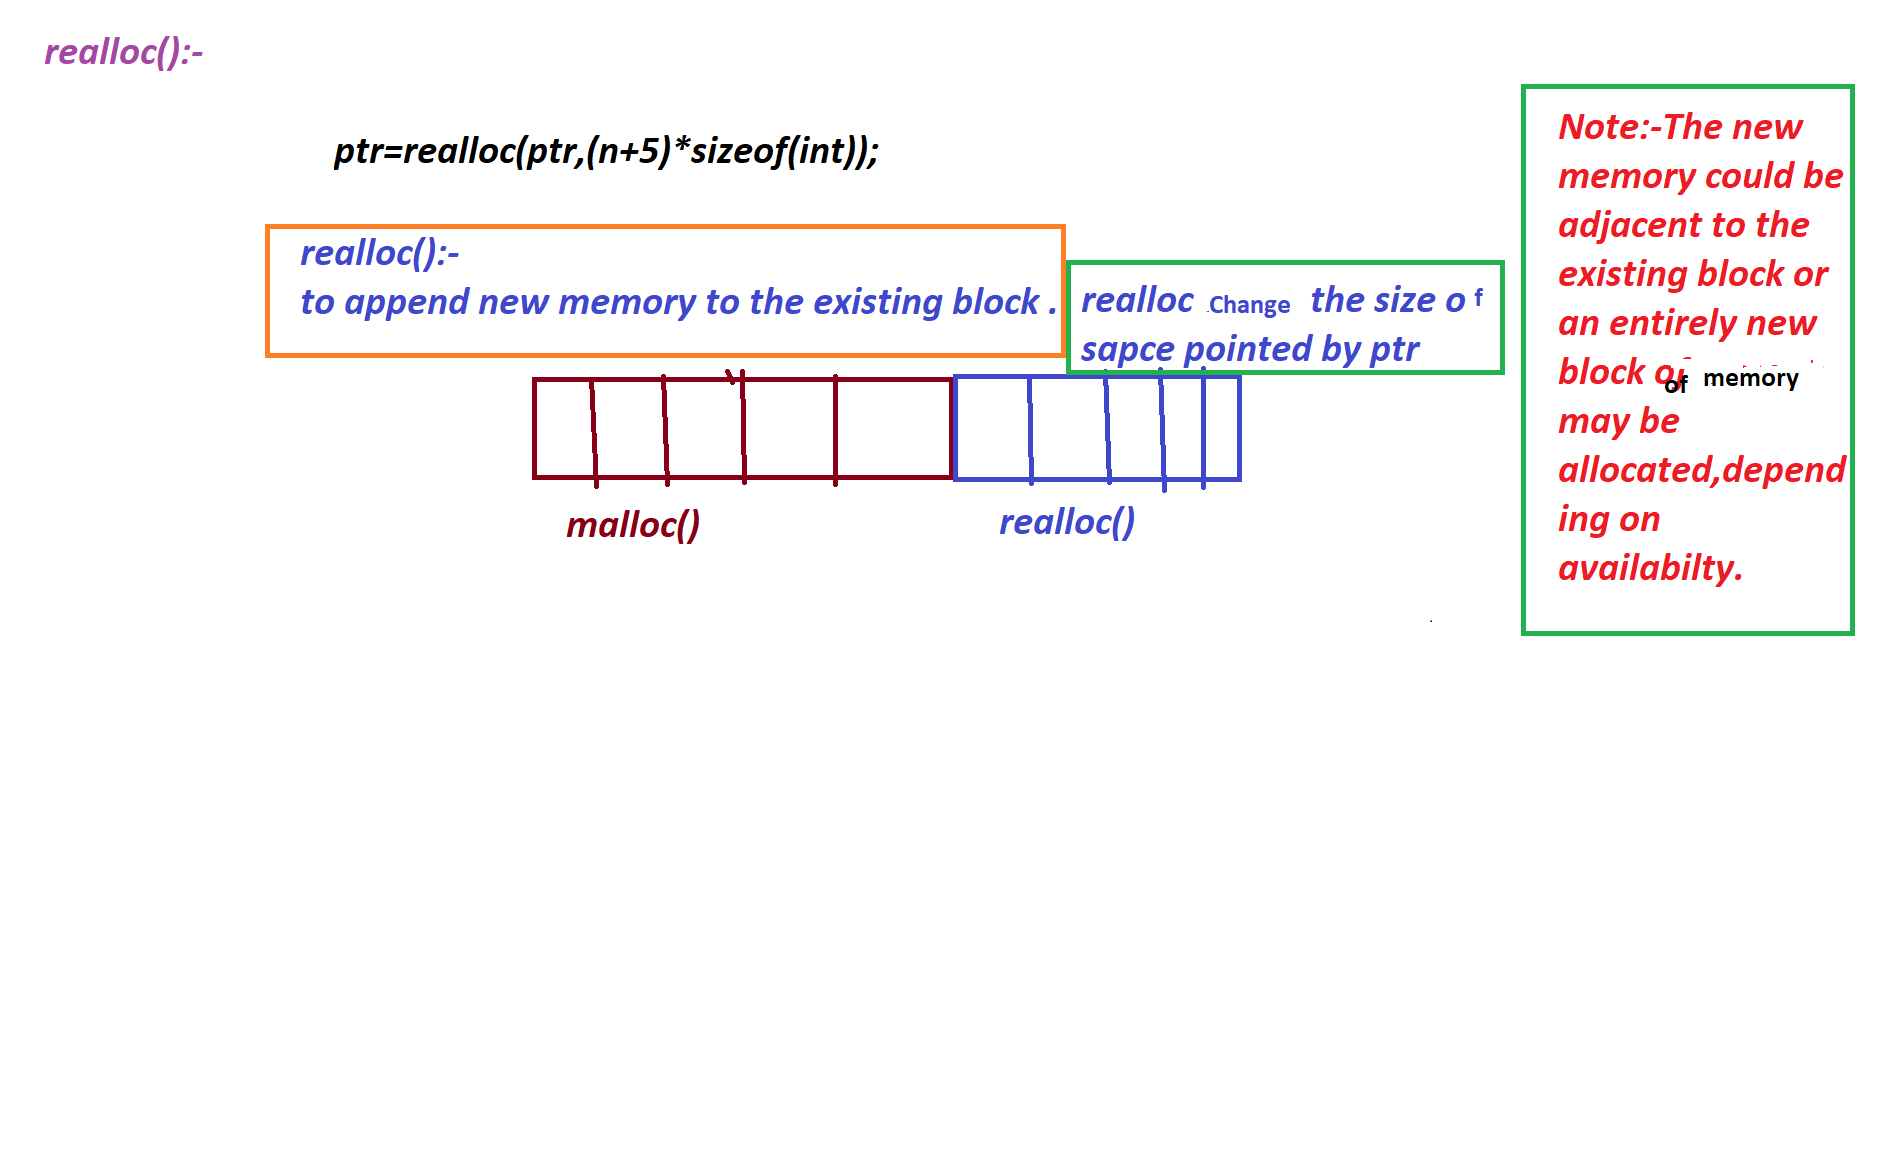 realloc():-
ptr=realloc(ptr,(n+5)*sizeof(int));
realloc():-
to append new memory to the existing block .
realloc Change the size o f
sapce pointed by ptr
malloc()
realloc()
Note:-The new
memory could be
adjacent to the
existing block or
an entirely new
block of memory
may be
allocated,depend
ing on
availabilty.